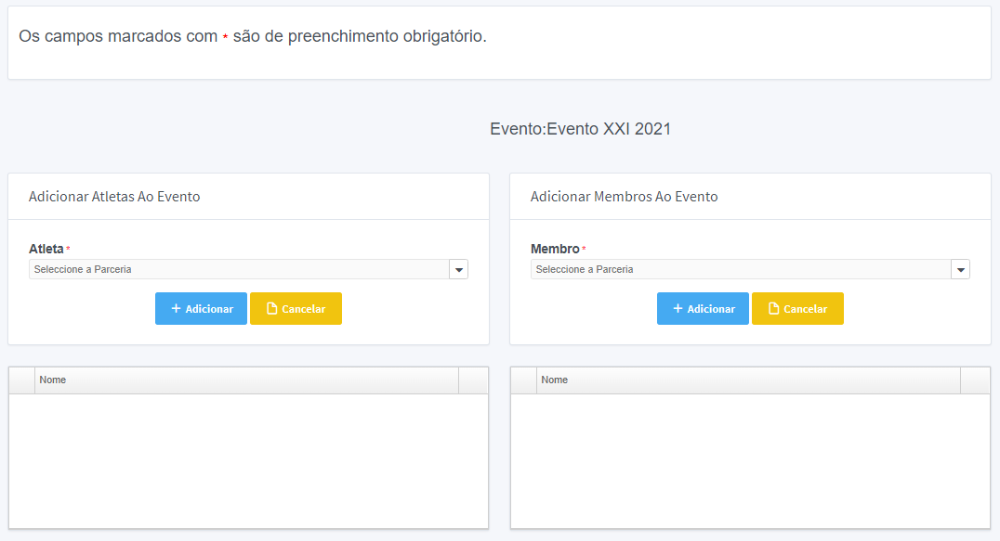 Os campos marcados com * são de preenchimento obrigatório.
Evento:Evento XXI 2021
Adicionar Atletas Ao Evento
Atleta *
Seleccione a Parceria
Adicionar
Cancelar
Nome
Adicionar Membros Ao Evento
Membro *
Seleccione a Parceria
Adicionar
Cancelar
Nome